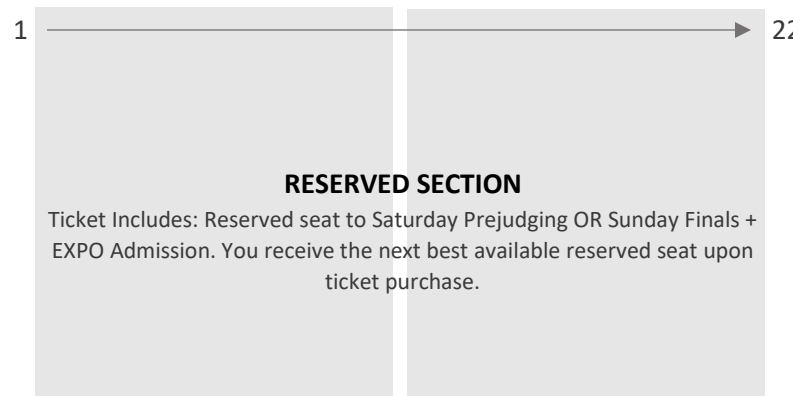 1 22
RESERVED SECTION
Ticket Includes: Reserved seat to Saturday Prejudging OR Sunday Finals +
EXPO Admission. You receive the next best available reserved seat upon
ticket purchase.